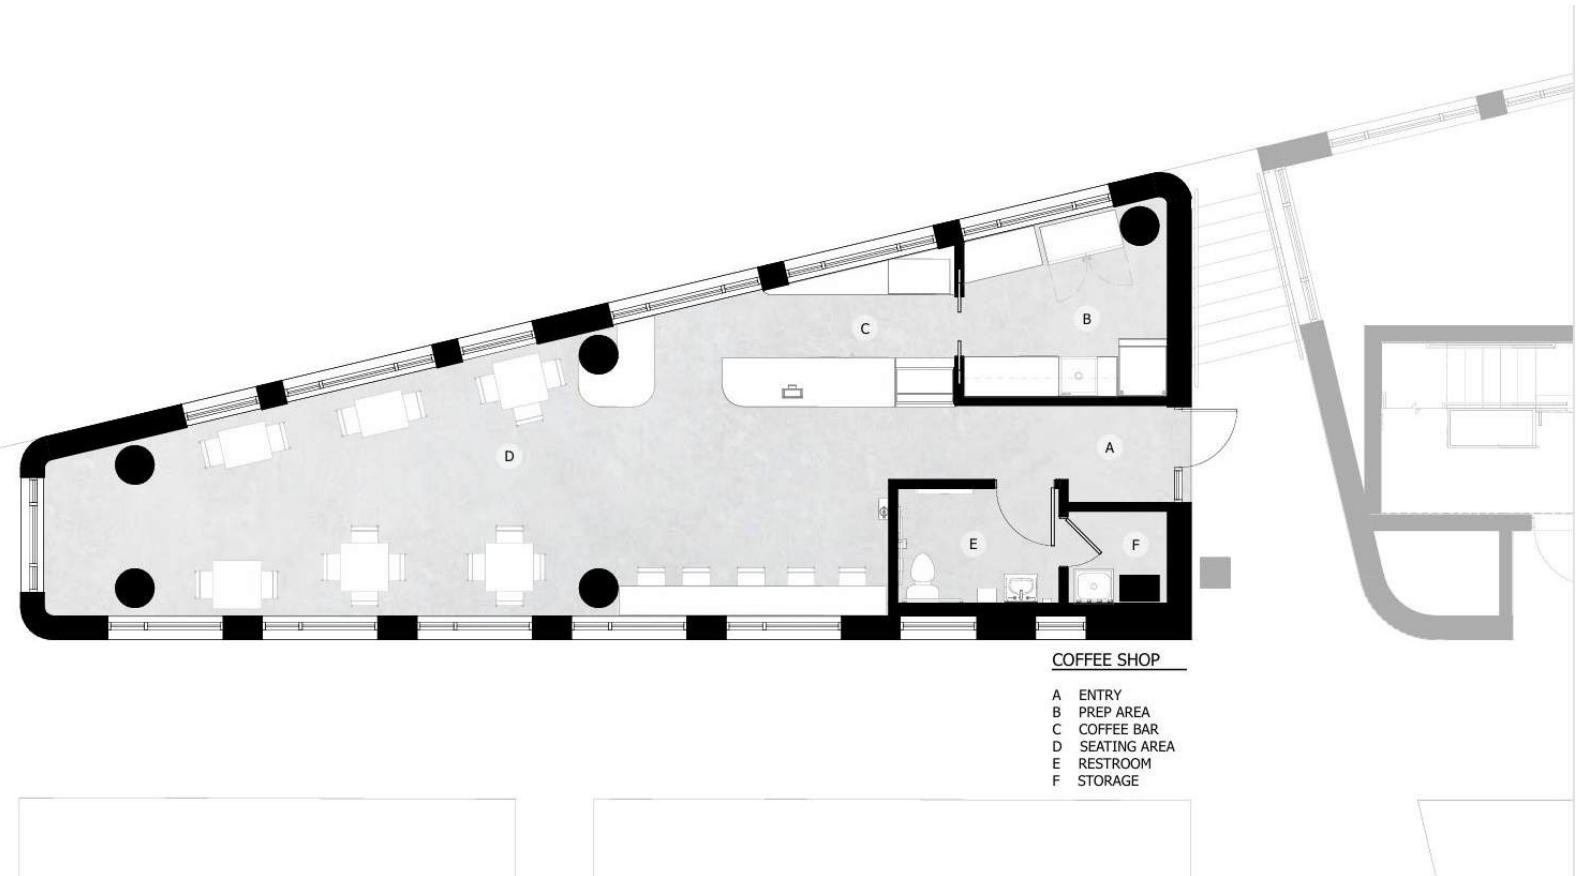 B
C
A
D
E
F
COFFEE SHOP
A ENTRY
B PREP AREA
C COFFEE BAR
D SEATING AREA
E RESTROOM
F STORAGE